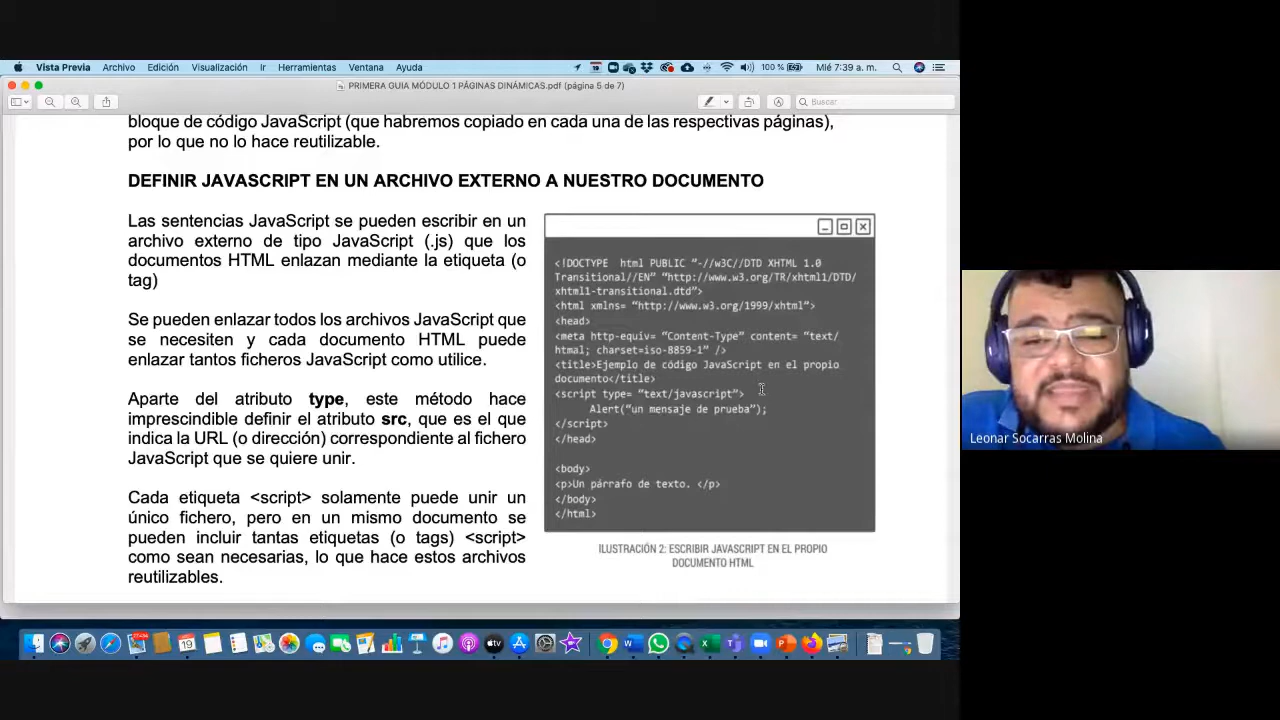 Vista Previa Archivo Edición Visualización Ir Herramientas Ventana Ayuda 100 % Mié 7:39 a. m.
PRIMERA GUIA MÓDULO 1 PÁGINAS DINÁMICAS.pdf (página 5 de 7)
Buscar
bloque de código JavaScript (que habremos copiado en cada una de las respectivas páginas),
por lo que no lo hace reutilizable.
DEFINIR JAVASCRIPT EN UN ARCHIVO EXTERNO A NUESTRO DOCUMENTO
Las sentencias JavaScript se pueden escribir en un
archivo externo de tipo JavaScript (.js) que los
documentos HTML enlazan mediante la etiqueta (o
tag)
Se pueden enlazar todos los archivos JavaScript que
se necesiten y cada documento HTML puede
enlazar tantos ficheros JavaScript como utilice.
Aparte del atributo type, este método hace
imprescindible definir el atributo src, que es el que
indica la URL (o dirección) correspondiente al fichero
JavaScript que se quiere unir.
Cada etiqueta <script> solamente puede unir un
único fichero, pero en un mismo documento se
pueden incluir tantas etiquetas (o tags) <script>
como sean necesarias, lo que hace estos archivos
reutilizables.
<!DOCTYPE html PUBLIC "-//w3C//DTD XHTML 1.0
Transitional//EN" "http://www.w3.org/TR/xhtml1/DTD/
xhtml1-transitional.dtd">
<html xmlns= "http://www.w3.org/1999/xhtml">
<head>
<meta http-equiv= "Content-Type" content= "text/
htmal; charset=iso-8859-1" />
<title>Ejemplo de código JavaScript en el propio
documento</title>
<script type= "text/javascript">
Alert("un mensaje de prueba");
</script>
</head>
<body>
<p>Un párrafo de texto. </p>
</body>
</html>
ILUSTRACIÓN 2: ESCRIBIR JAVASCRIPT EN EL PROPIO
DOCUMENTO HTML
Leonar Socarras Molina